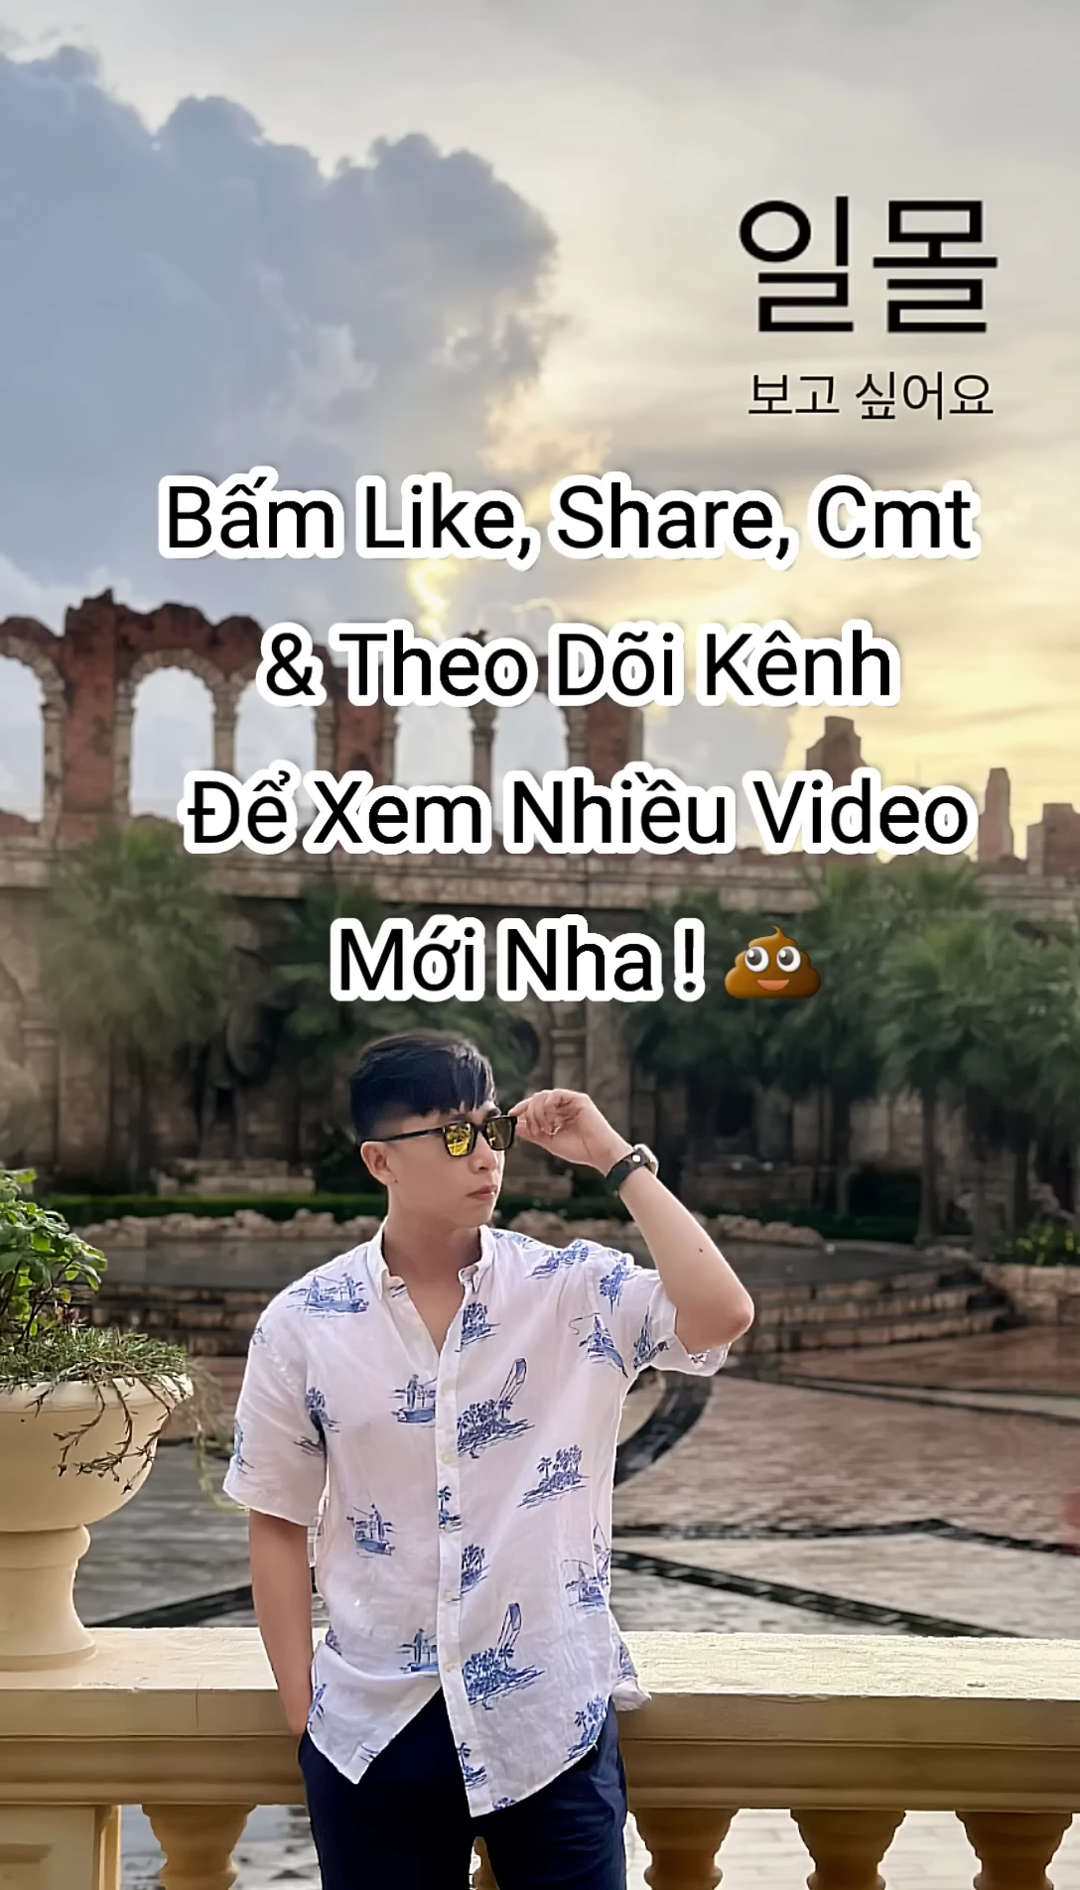 일몰
보고 싶어요
Bấm Like, Share, Cmt
& Theo Dõi Kênh
Để Xem Nhiều Video
Mới Nha ! 💩